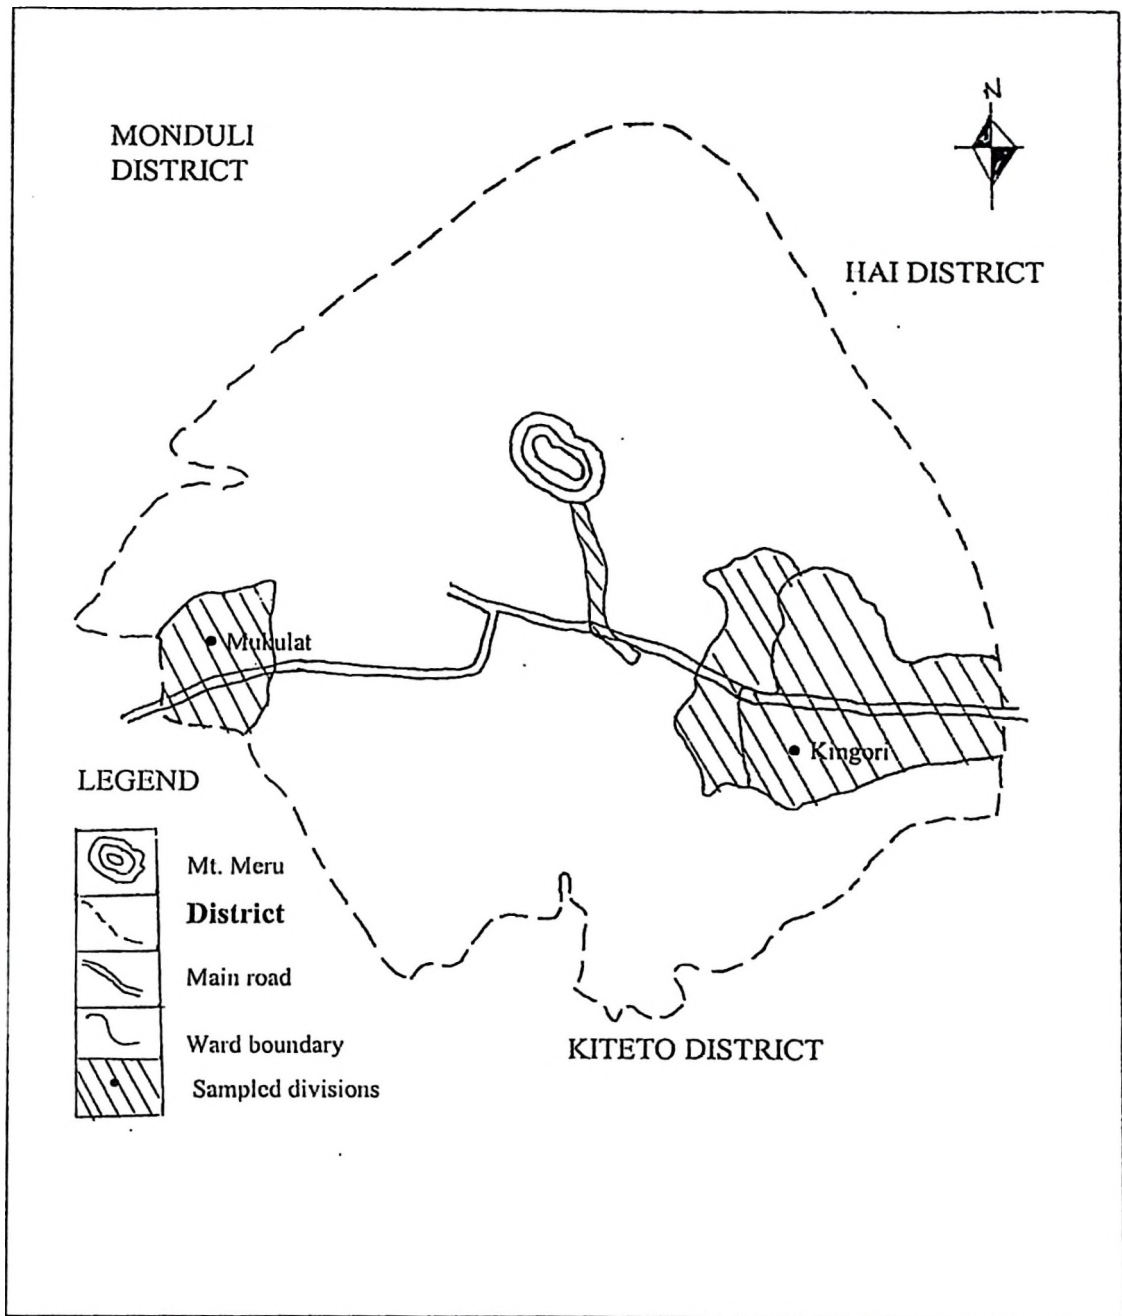 N
MONDULI
DISTRICT
HAI DISTRICT
Mukulat
Kingori
LEGEND
Mt. Meru
District
Main road
Ward boundary
Sampled divisions
KITETO DISTRICT